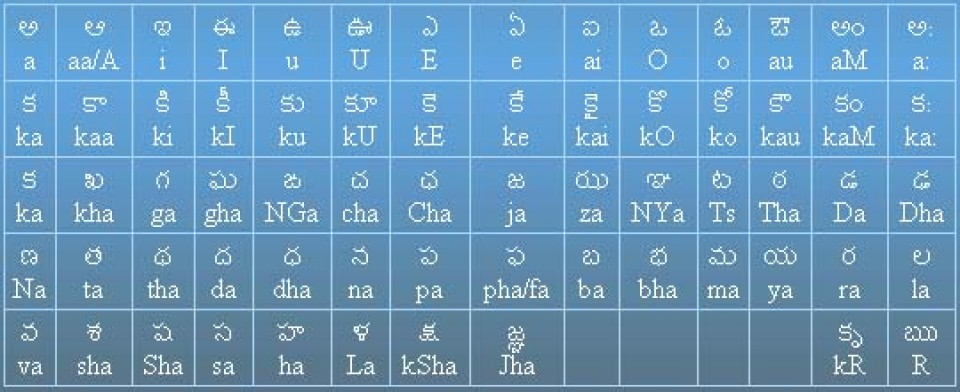 అ ఆ ఇ ఈ ఉ ఊ ఎ ఏ ఐ ఒ ఓ ఔ అం అః
a aa/A i I u U E e ai O o au aM a:
క కా కి కీ కు కూ కె కే కై కొ కో కౌ కం కః
ka kaa ki kI ku kU kE ke kai kO ko kau kaM ka:
క ఖ గ ఘ ఙ చ ఛ జ ఝ ఞ ట ఠ డ ఢ
ka kha ga gha NGa cha Cha ja za NYa Ts Tha Da Dha
ణ త థ ద ధ న ప ఫ బ భ మ య ర ల
Na ta tha da dha na pa pha/fa ba bha ma ya ra la
వ శ ష స హ ళ క్ష జ్ఞ కృ ఋ
va sha Sha sa ha La kSha Jha kR R